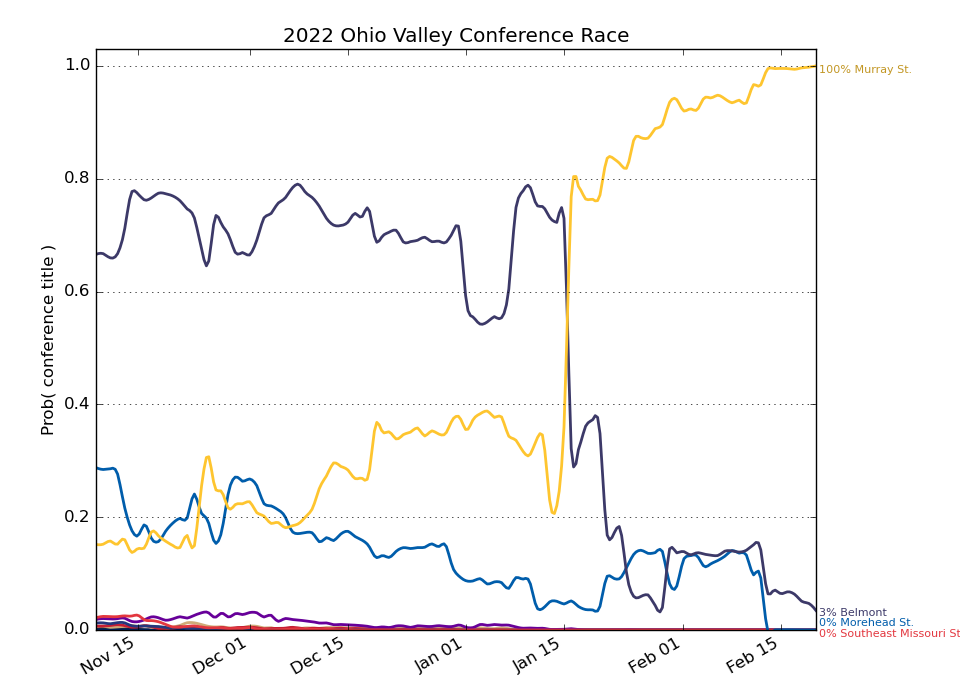 2022 Ohio Valley Conference Race
Prob( conference title )
1.0
0.8
0.6
0.4
0.2
0.0
Nov 15
Dec 01
Dec 15
Jan 01
Jan 15
Feb 01
Feb 15
100% Murray St.
3% Belmont
0% Morehead St.
0% Southeast Missouri St